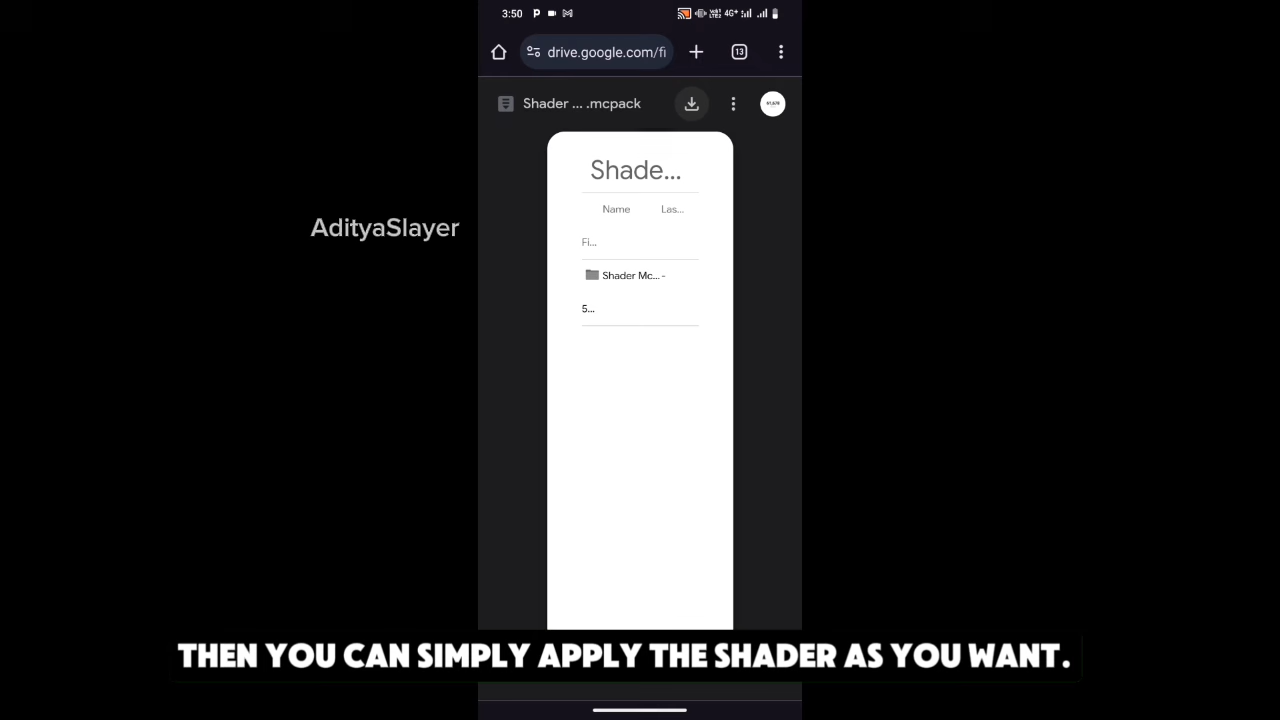 3:50 P 4G+
drive.google.com/fi
13
Shader ... .mcpack
Shade...
Name Las...
Fi...
Shader Mc... -
5...
AdityaSlayer
THEN YOU CAN SIMPLY APPLY THE SHADER AS YOU WANT.